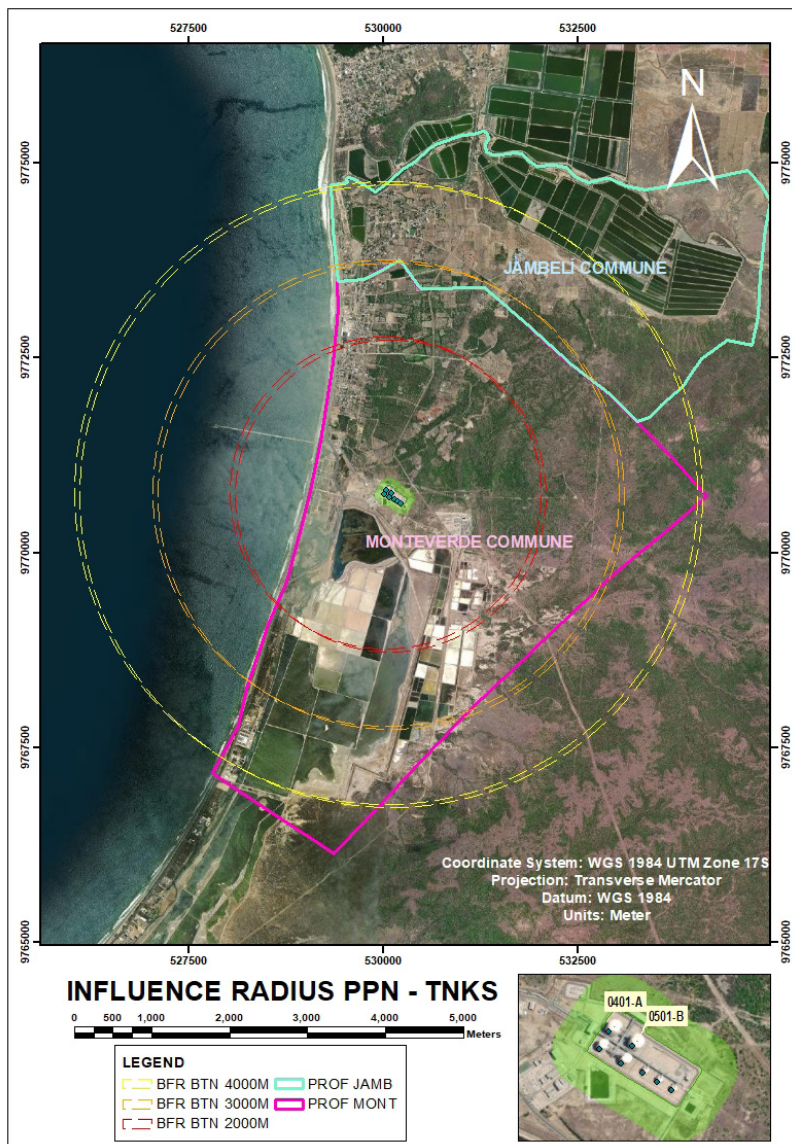 527500 530000 532500
N
9775000 9775000
JAMBELÍ COMMUNE
9772500 9772500
MONTEVERDE COMMUNE
9770000 9770000
9767500 9767500
Coordinate System: WGS 1984 UTM Zone 17S
Projection: Transverse Mercator
Datum: WGS 1984
Units: Meter
9765000 9765000
527500 530000 532500
INFLUENCE RADIUS PPN - TNKS
0 500 1,000 2,000 3,000 4,000 5,000
Meters
LEGEND
BFR BTN 4000M PROF JAMB
BFR BTN 3000M PROF MONT
BFR BTN 2000M
0401-A
0501-B